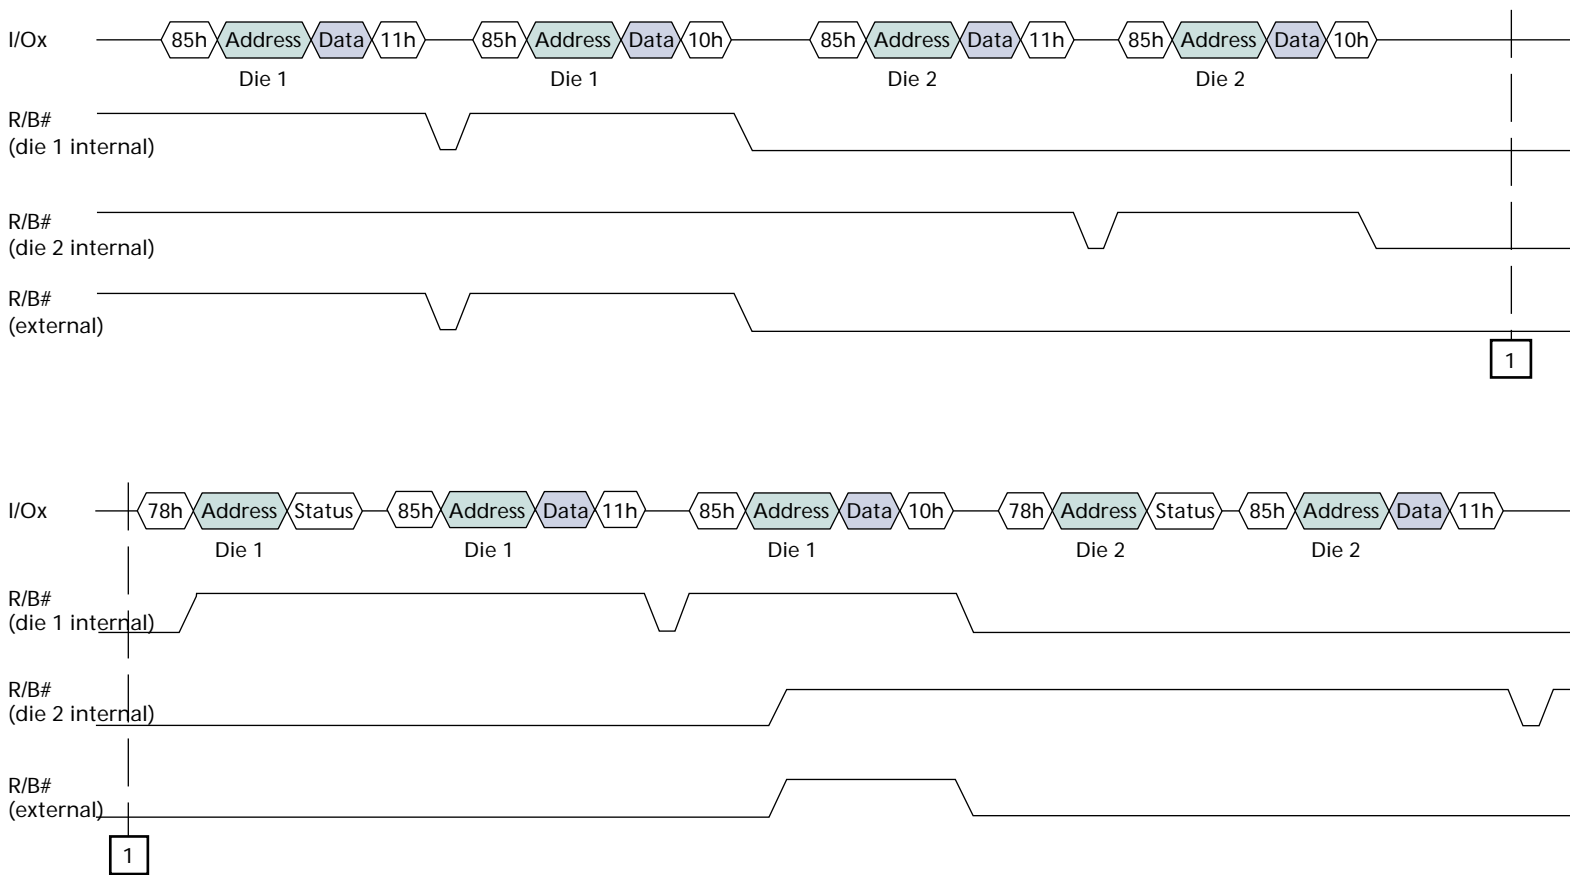 I/Ox 85h Address Data 11h 85h Address Data 10h 85h Address Data 11h 85h Address Data 10h
Die 1 Die 1 Die 2 Die 2
R/B#
(die 1 internal)
R/B#
(die 2 internal)
R/B#
(external)
1
I/Ox 78h Address Status 85h Address Data 11h 85h Address Data 10h 78h Address Status 85h Address Data 11h
Die 1 Die 1 Die 1 Die 2 Die 2
R/B#
(die 1 internal)
R/B#
(die 2 internal)
R/B#
(external)
1